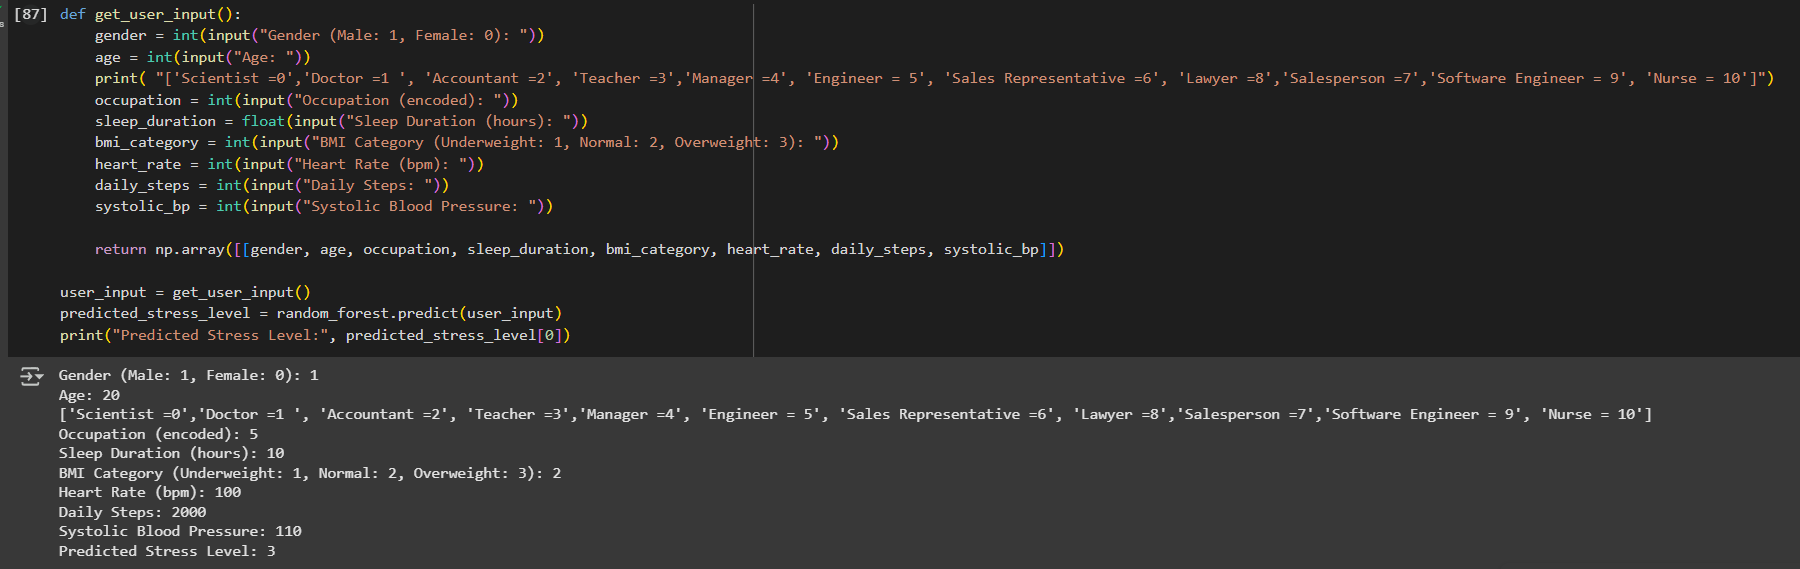 [87] def get_user_input():
gender = int(input("Gender (Male: 1, Female: 0): "))
age = int(input("Age: "))
print( "['Scientist =0','Doctor =1 ', 'Accountant =2', 'Teacher =3','Manager =4', 'Engineer = 5', 'Sales Representative =6', 'Lawyer =8','Salesperson =7','Software Engineer = 9', 'Nurse = 10']")
occupation = int(input("Occupation (encoded): "))
sleep_duration = float(input("Sleep Duration (hours): "))
bmi_category = int(input("BMI Category (Underweight: 1, Normal: 2, Overweight: 3): "))
heart_rate = int(input("Heart Rate (bpm): "))
daily_steps = int(input("Daily Steps: "))
systolic_bp = int(input("Systolic Blood Pressure: "))
return np.array([[gender, age, occupation, sleep_duration, bmi_category, heart_rate, daily_steps, systolic_bp]])
user_input = get_user_input()
predicted_stress_level = random_forest.predict(user_input)
print("Predicted Stress Level:", predicted_stress_level[0])
Gender (Male: 1, Female: 0): 1
Age: 20
['Scientist =0','Doctor =1 ', 'Accountant =2', 'Teacher =3','Manager =4', 'Engineer = 5', 'Sales Representative =6', 'Lawyer =8','Salesperson =7','Software Engineer = 9', 'Nurse = 10']
Occupation (encoded): 5
Sleep Duration (hours): 10
BMI Category (Underweight: 1, Normal: 2, Overweight: 3): 2
Heart Rate (bpm): 100
Daily Steps: 2000
Systolic Blood Pressure: 110
Predicted Stress Level: 3